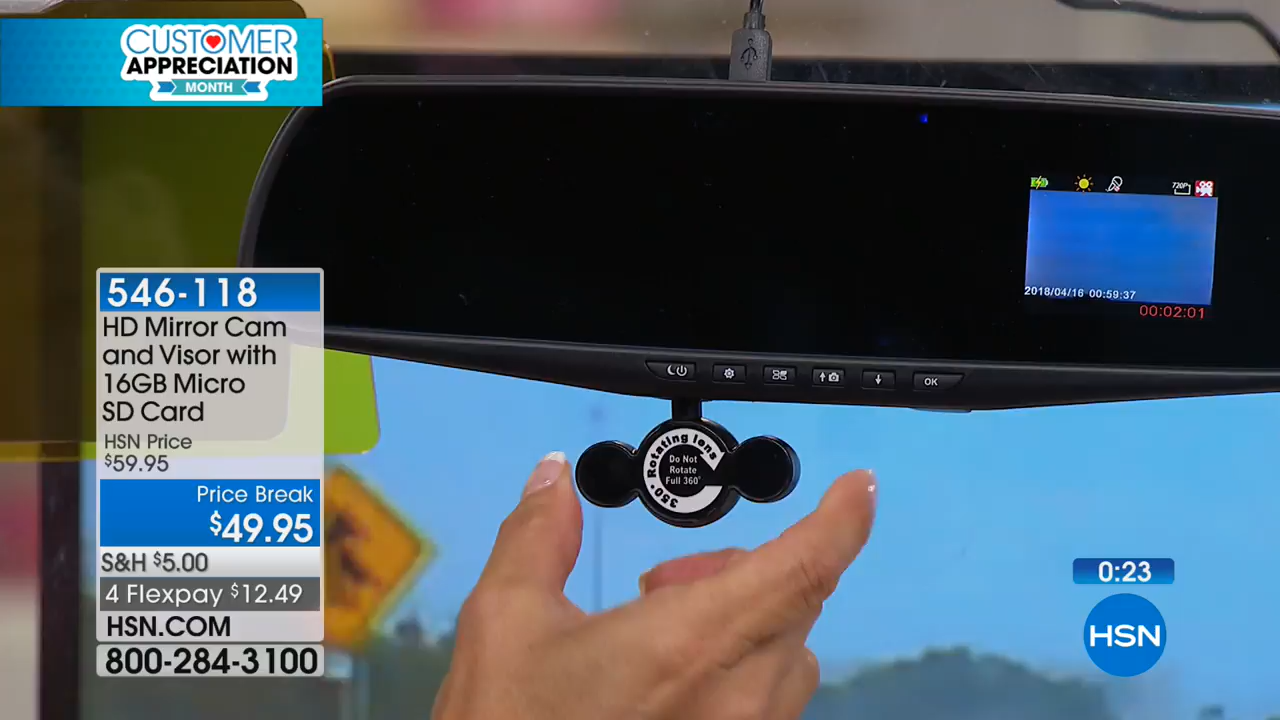 CUSTOMER
APPRECIATION
MONTH
546-118
HD Mirror Cam
and Visor with
16GB Micro
SD Card
HSN Price
$59.95
Price Break
$49.95
S&H $5.00
4 Flexpay $12.49
HSN.COM
800-284-3100
720P
2018/04/16 00:59:37
00:02:01
OK
350° Rotating lens
Do Not
Rotate
Full 360°
0:23
HSN